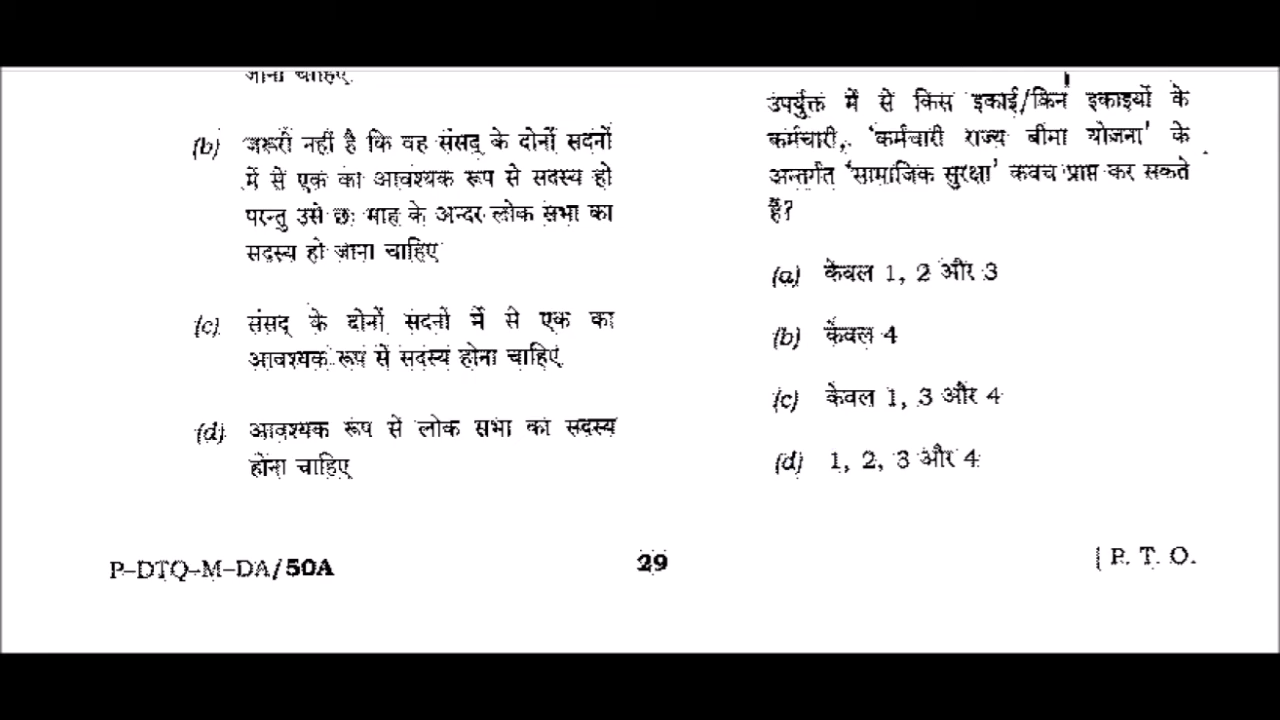 जाना चाहिए
(b) जरूरी नहीं है कि वह संसद् के दोनों सदनों
में से एक का आवश्यक रूप से सदस्य हो
परन्तु उसे छः माह के अन्दर लोक सभा का
सदस्य हो जाना चाहिए
(c) संसद् के दोनों सदनों में से एक का
आवश्यक रूप से सदस्य होना चाहिए
(d) आवश्यक रूप से लोक सभा का सदस्य
होना चाहिए
उपर्युक्त में से किस इकाई/किन इकाइयों के
कर्मचारी, 'कर्मचारी राज्य बीमा योजना' के
अन्तर्गत 'सामाजिक सुरक्षा' कवच प्राप्त कर सकते
हैं?
(a) केवल 1, 2 और 3
(b) केवल 4
(c) केवल 1, 3 और 4
(d) 1, 2, 3 और 4
P-DTQ-M-DA/50A
29
[ P. T. O.